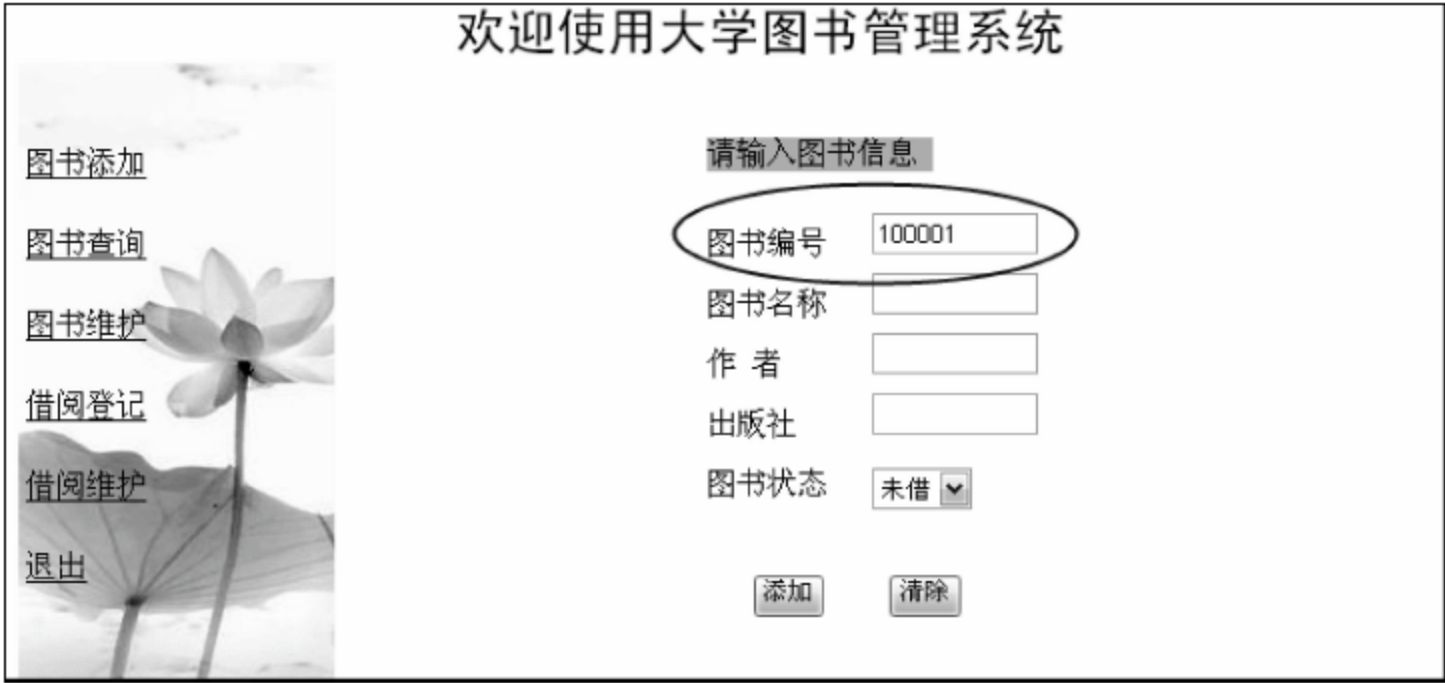 欢迎使用大学图书管理系统
图书添加
图书查询
图书维护
借阅登记
借阅维护
退出
请输入图书信息
图书编号 100001
图书名称
作 者
出版社
图书状态 未借
添加 清除